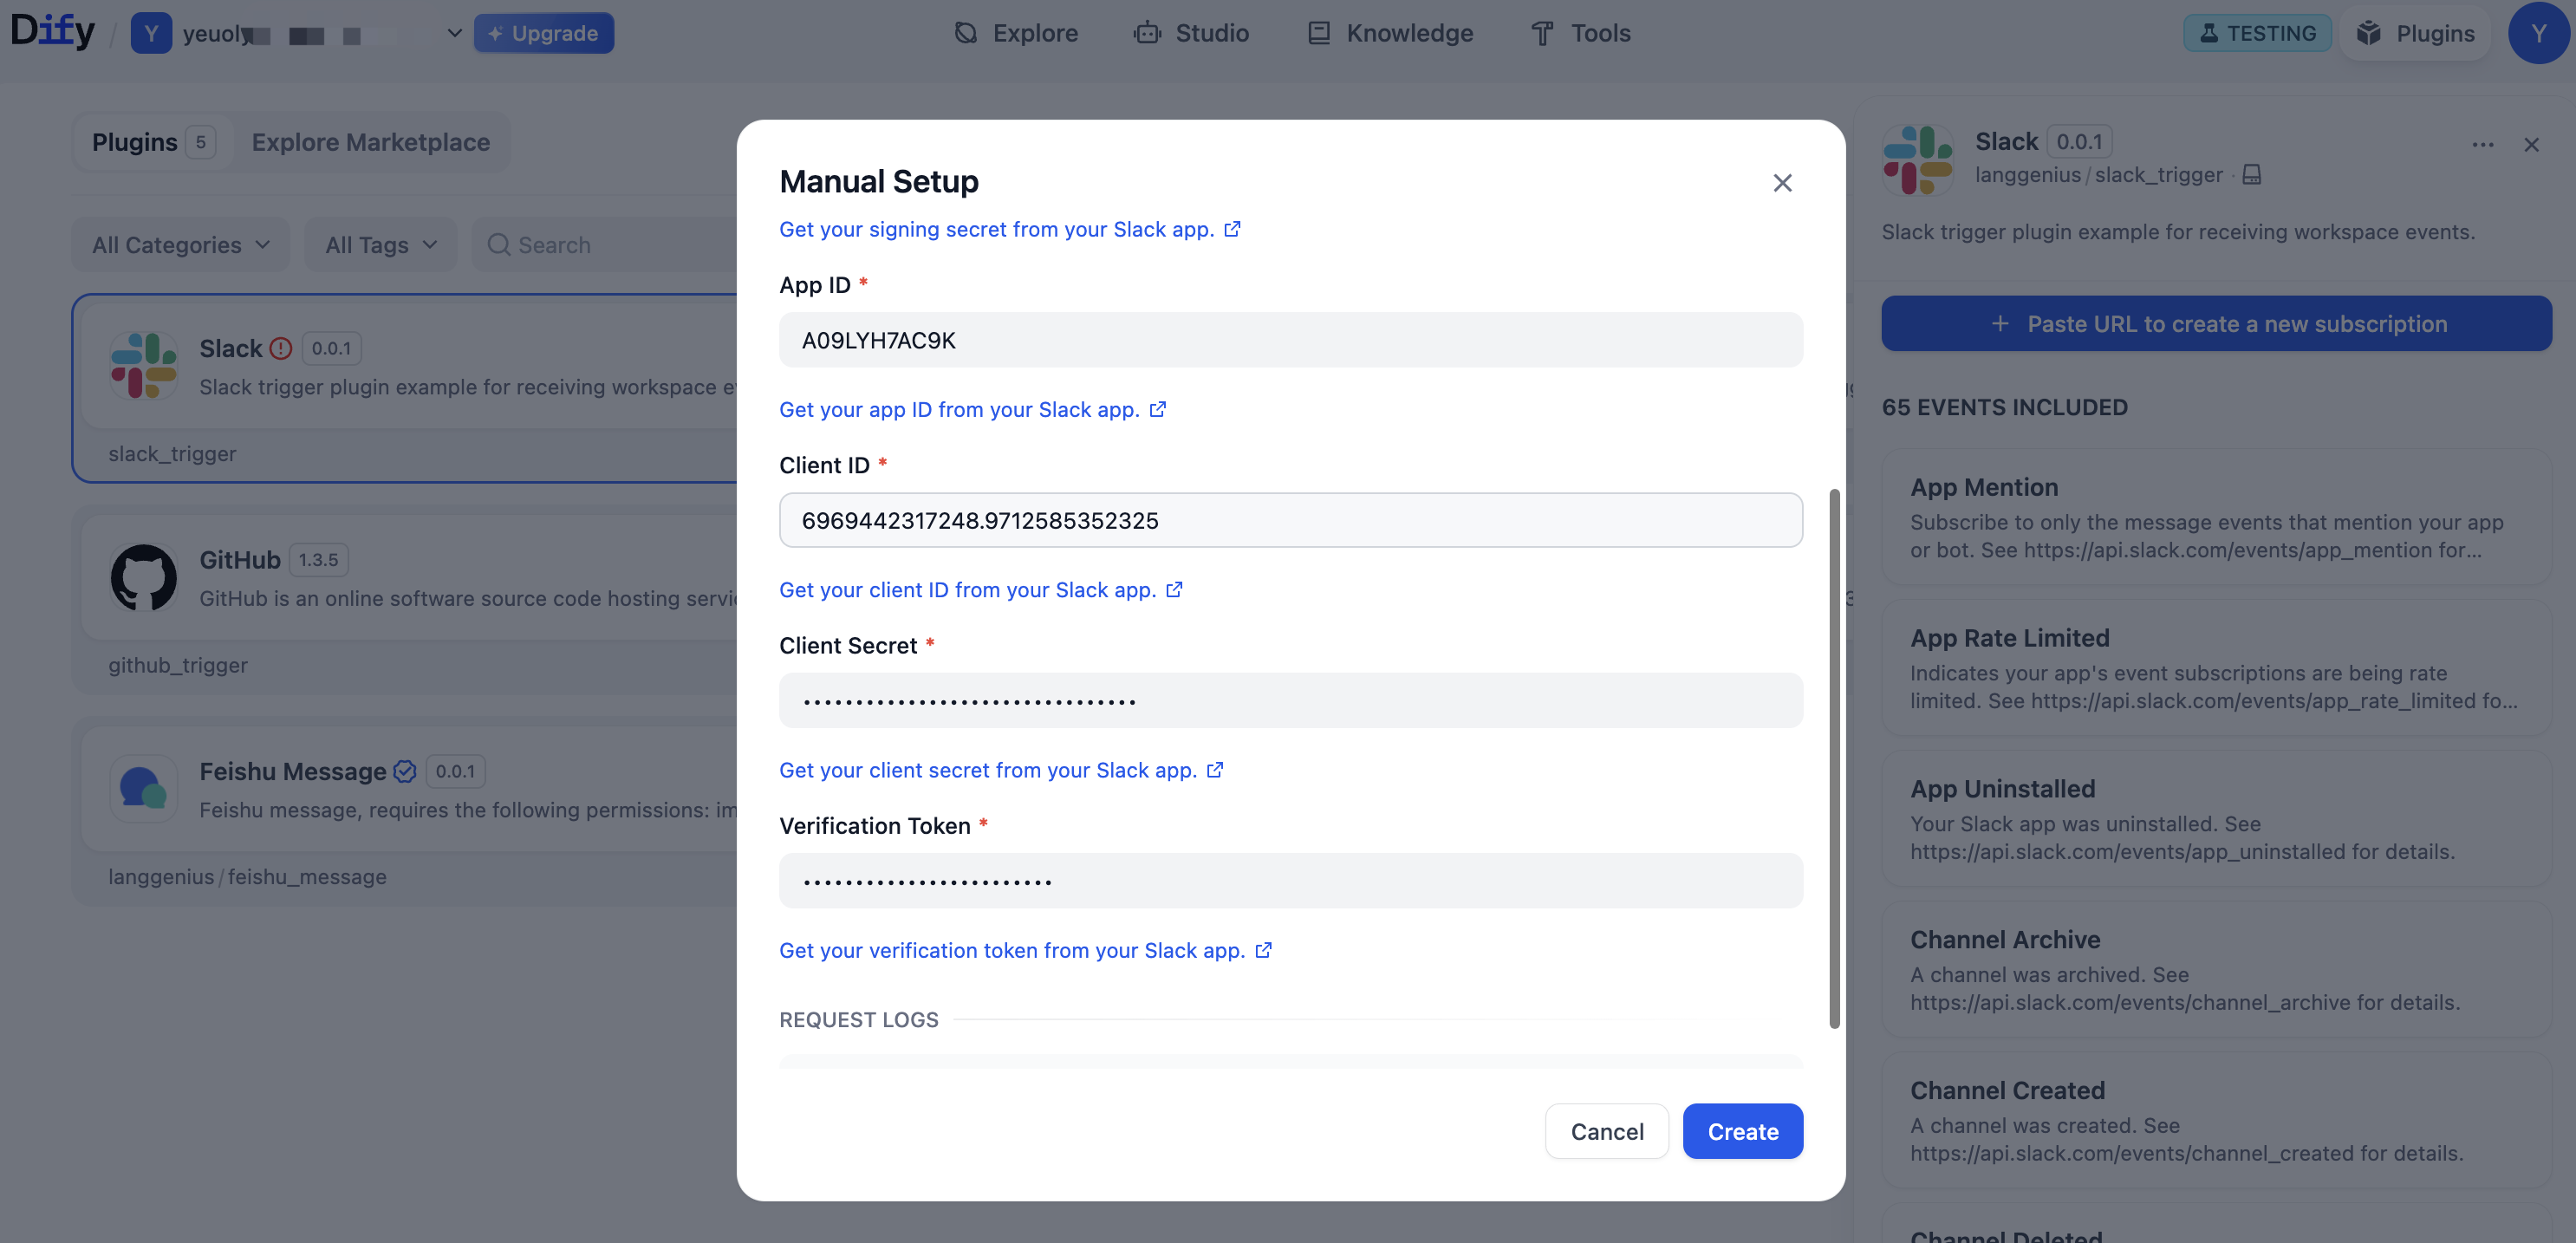 Dify / Y yeuoly Upgrade Explore Studio Knowledge Tools TESTING Plugins Y
Plugins 5 Explore Marketplace
All Categories All Tags Search
Slack 0.0.1
Slack trigger plugin example for receiving workspace
slack_trigger
GitHub 1.3.5
GitHub is an online software source code hosting
github_trigger
Feishu Message 0.0.1
Feishu message, requires the following permissions:
langgenius / feishu_message
Manual Setup
Get your signing secret from your Slack app.
App ID *
A09LYH7AC9K
Get your app ID from your Slack app.
Client ID *
6969442317248.9712585352325
Get your client ID from your Slack app.
Client Secret *
••••••••••••••••••••••••••••••••
Get your client secret from your Slack app.
Verification Token *
••••••••••••••••••••••••
Get your verification token from your Slack app.
REQUEST LOGS
Cancel Create
Slack 0.0.1
langgenius / slack_trigger ·
Slack trigger plugin example for receiving workspace events.
+ Paste URL to create a new subscription
65 EVENTS INCLUDED
App Mention
Subscribe to only the message events that mention your app
or bot. See https://api.slack.com/events/app_mention for...
App Rate Limited
Indicates your app's event subscriptions are being rate
limited. See https://api.slack.com/events/app_rate_limited fo...
App Uninstalled
Your Slack app was uninstalled. See
https://api.slack.com/events/app_uninstalled for details.
Channel Archive
A channel was archived. See
https://api.slack.com/events/channel_archive for details.
Channel Created
A channel was created. See
https://api.slack.com/events/channel_created for details.
Channel Deleted